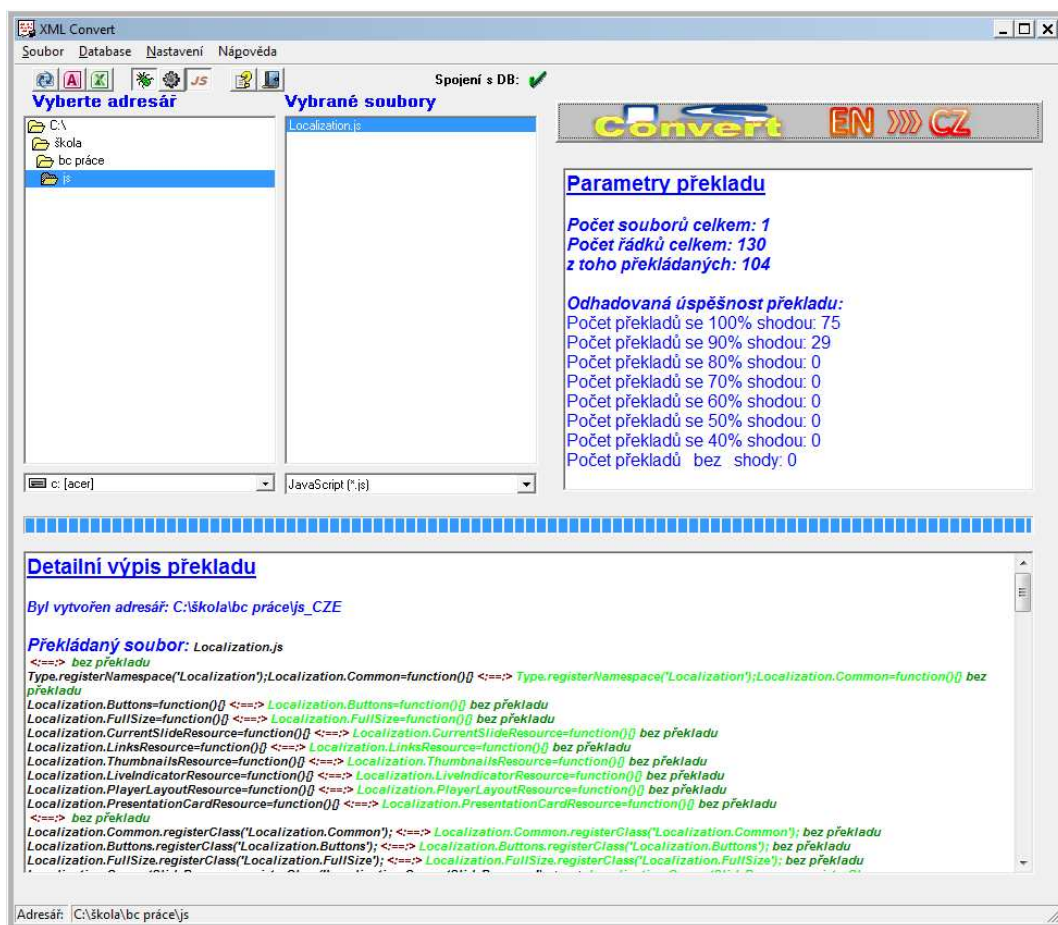 XML Convert
Soubor Database Nastavení Nápověda
JS
Spojení s DB:
Vyberte adresář
Vybrané soubory
C:\
škola
bc práce
js
Localization.js
Convert EN >>> CZ
Parametry překladu
Počet souborů celkem: 1
Počet řádků celkem: 130
z toho překládaných: 104
Odhadovaná úspěšnost překladu:
Počet překladů se 100% shodou: 75
Počet překladů se 90% shodou: 29
Počet překladů se 80% shodou: 0
Počet překladů se 70% shodou: 0
Počet překladů se 60% shodou: 0
Počet překladů se 50% shodou: 0
Počet překladů se 40% shodou: 0
Počet překladů bez shody: 0
c: [acer]
JavaScript (*.js)
Detailní výpis překladu
Byl vytvořen adresář: C:\škola\bc práce\js_CZE
Překládaný soubor: Localization.js
<:==:> bez překladu
Type.registerNamespace('Localization');Localization.Common=function(){} <:==:> Type.registerNamespace('Localization');Localization.Common=function(){} bez
překladu
Localization.Buttons=function(){} <:==:> Localization.Buttons=function(){} bez překladu
Localization.FullSize=function(){} <:==:> Localization.FullSize=function(){} bez překladu
Localization.CurrentSlideResource=function(){} <:==:> Localization.CurrentSlideResource=function(){} bez překladu
Localization.LinksResource=function(){} <:==:> Localization.LinksResource=function(){} bez překladu
Localization.ThumbnailsResource=function(){} <:==:> Localization.ThumbnailsResource=function(){} bez překladu
Localization.LiveIndicatorResource=function(){} <:==:> Localization.LiveIndicatorResource=function(){} bez překladu
Localization.PlayerLayoutResource=function(){} <:==:> Localization.PlayerLayoutResource=function(){} bez překladu
Localization.PresentationCardResource=function(){} <:==:> Localization.PresentationCardResource=function(){} bez překladu
<:==:> bez překladu
Localization.Common.registerClass('Localization.Common'); <:==:> Localization.Common.registerClass('Localization.Common'); bez překladu
Localization.Buttons.registerClass('Localization.Buttons'); <:==:> Localization.Buttons.registerClass('Localization.Buttons'); bez překladu
Localization.FullSize.registerClass('Localization.FullSize'); <:==:> Localization.FullSize.registerClass('Localization.FullSize'); bez překladu
Adresář: C:\škola\bc práce\js